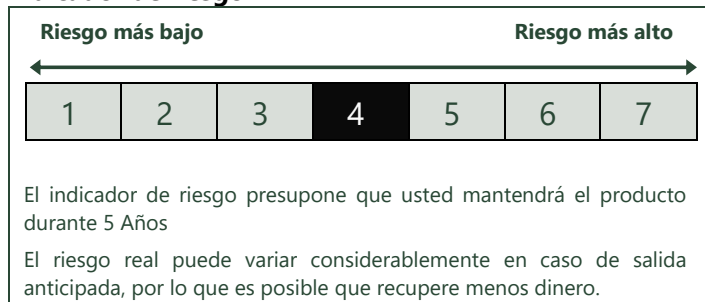 Riesgo más bajo Riesgo más alto
1 2 3 4 5 6 7
El indicador de riesgo presupone que usted mantendrá el producto
durante 5 Años
El riesgo real puede variar considerablemente en caso de salida
anticipada, por lo que es posible que recupere menos dinero.